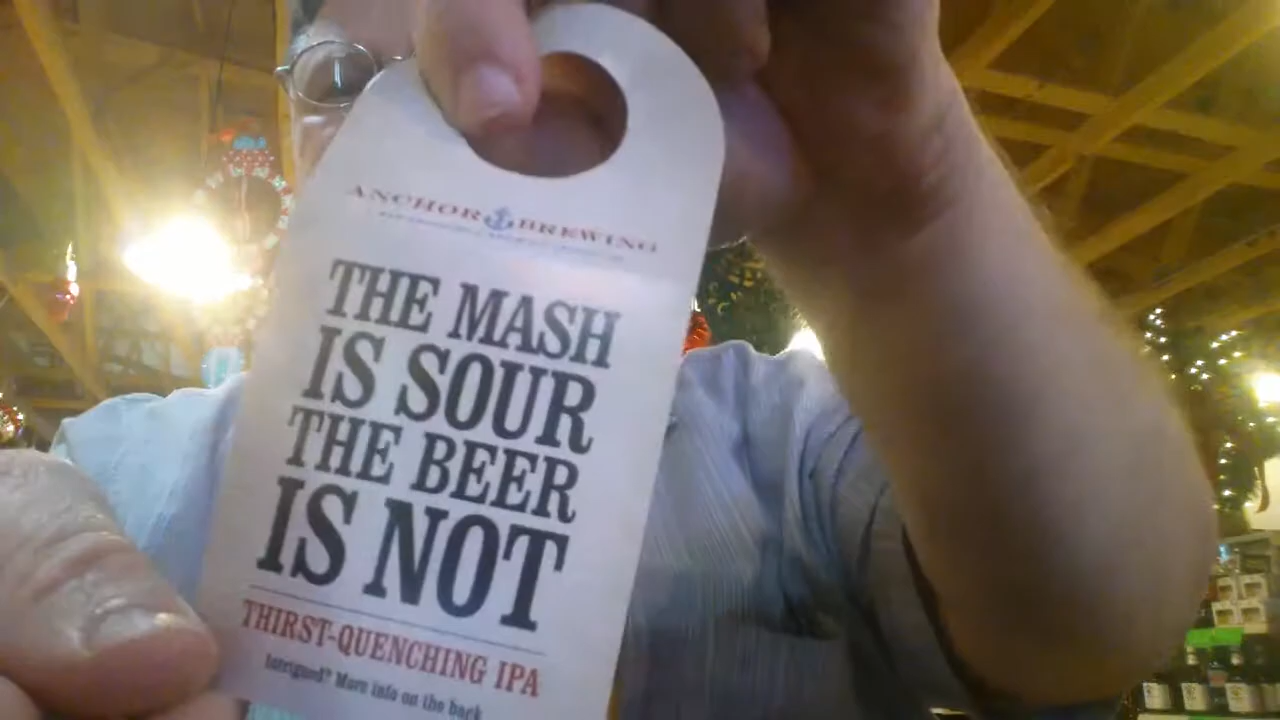 ANCHOR BREWING
THE MASH
IS SOUR
THE BEER
IS NOT
THIRST-QUENCHING IPA
Intrigued? More info on the back